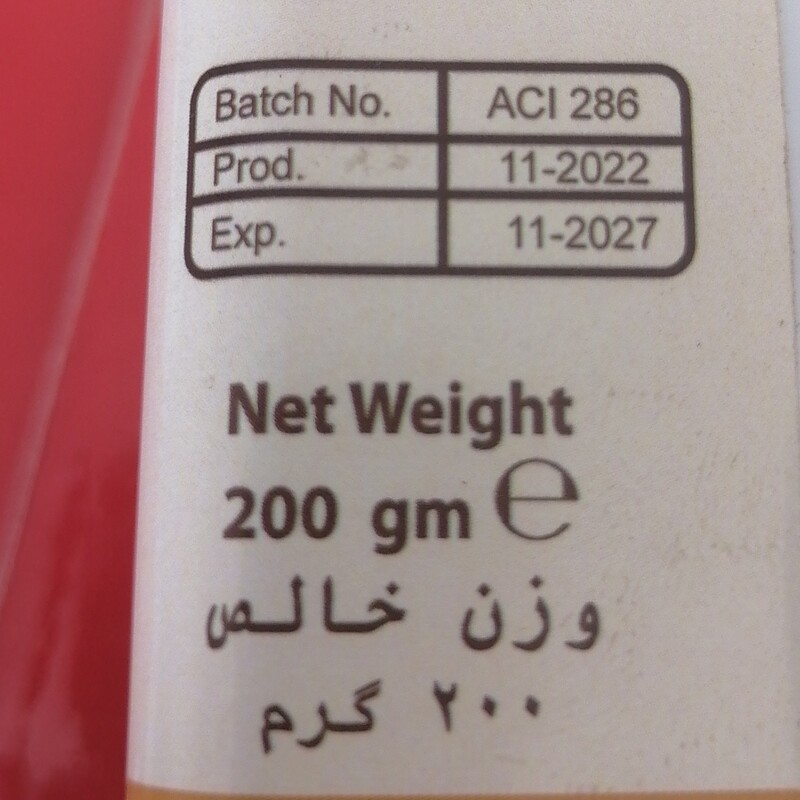 Batch No. ACI 286
Prod. 11-2022
Exp. 11-2027
Net Weight
200 gm ℮
وزن خالص
۲۰۰ گرم